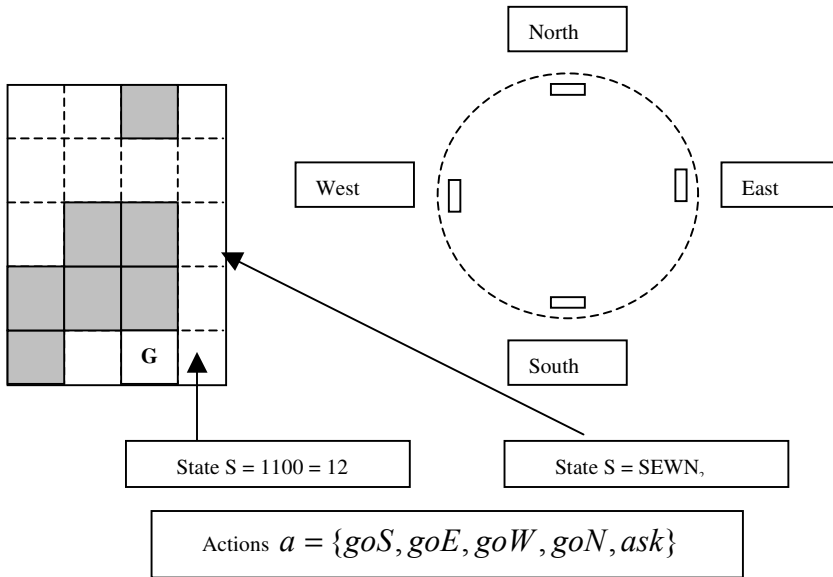 North
West
East
G
South
State S = 1100 = 12
State S = SEWN,
Actions a = {goS, goE, goW, goN, ask}